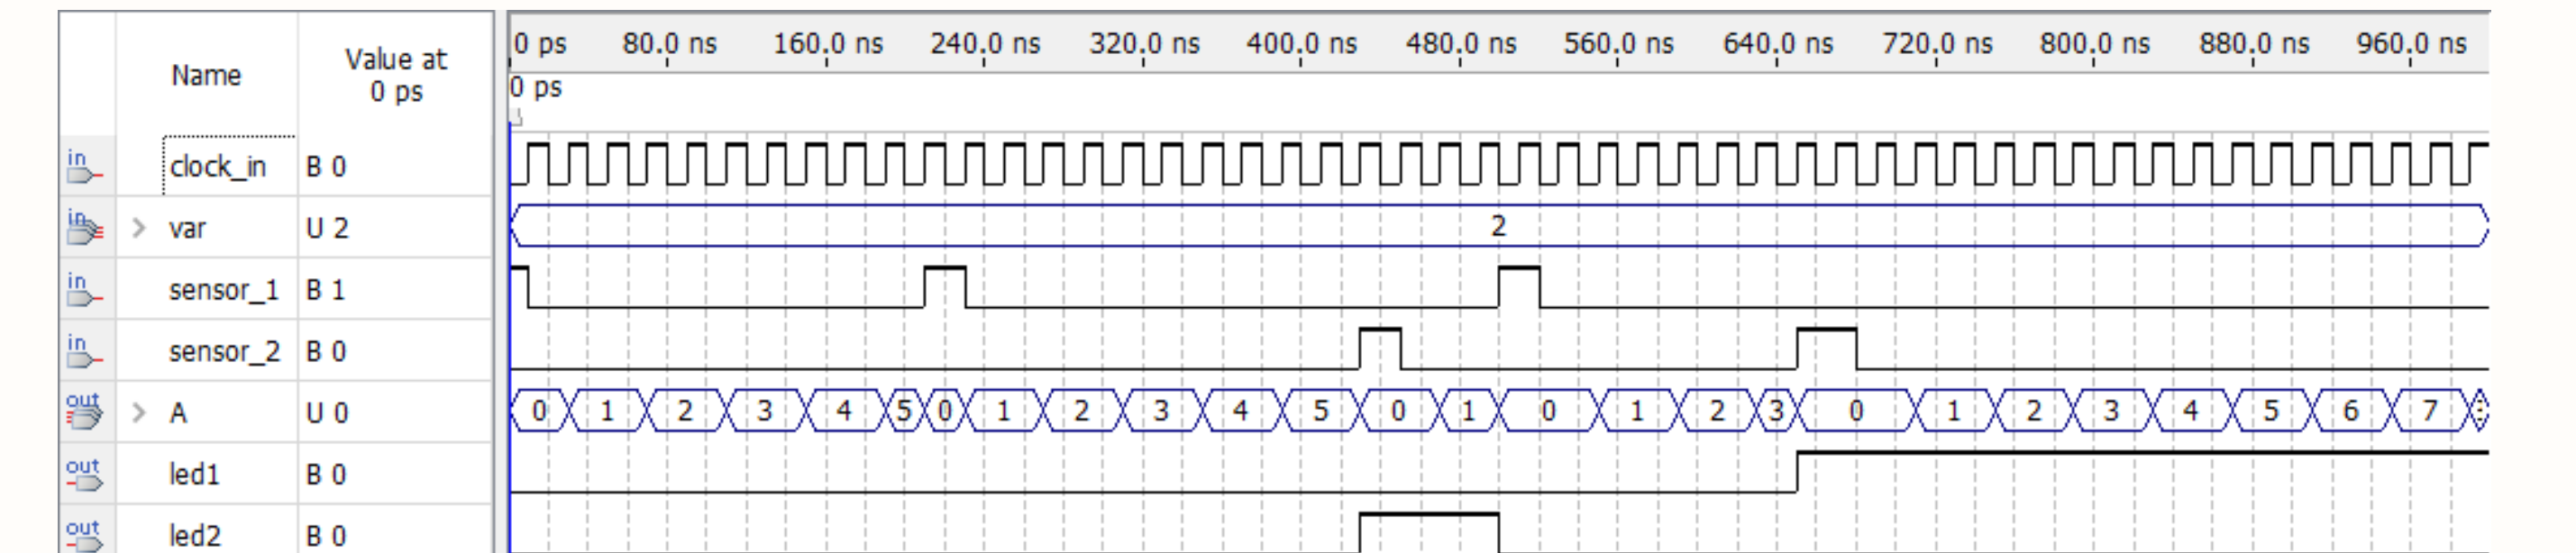 Name
Value at
0 ps
0 ps 80.0 ns 160.0 ns 240.0 ns 320.0 ns 400.0 ns 480.0 ns 560.0 ns 640.0 ns 720.0 ns 800.0 ns 880.0 ns 960.0 ns
0 ps
in clock_in B 0
in > var U 2 2
in sensor_1 B 1
in sensor_2 B 0
out > A U 0 0 1 2 3 4 5 0 1 2 3 4 5 0 1 0 1 2 3 0 1 2 3 4 5 6 7
out led1 B 0
out led2 B 0